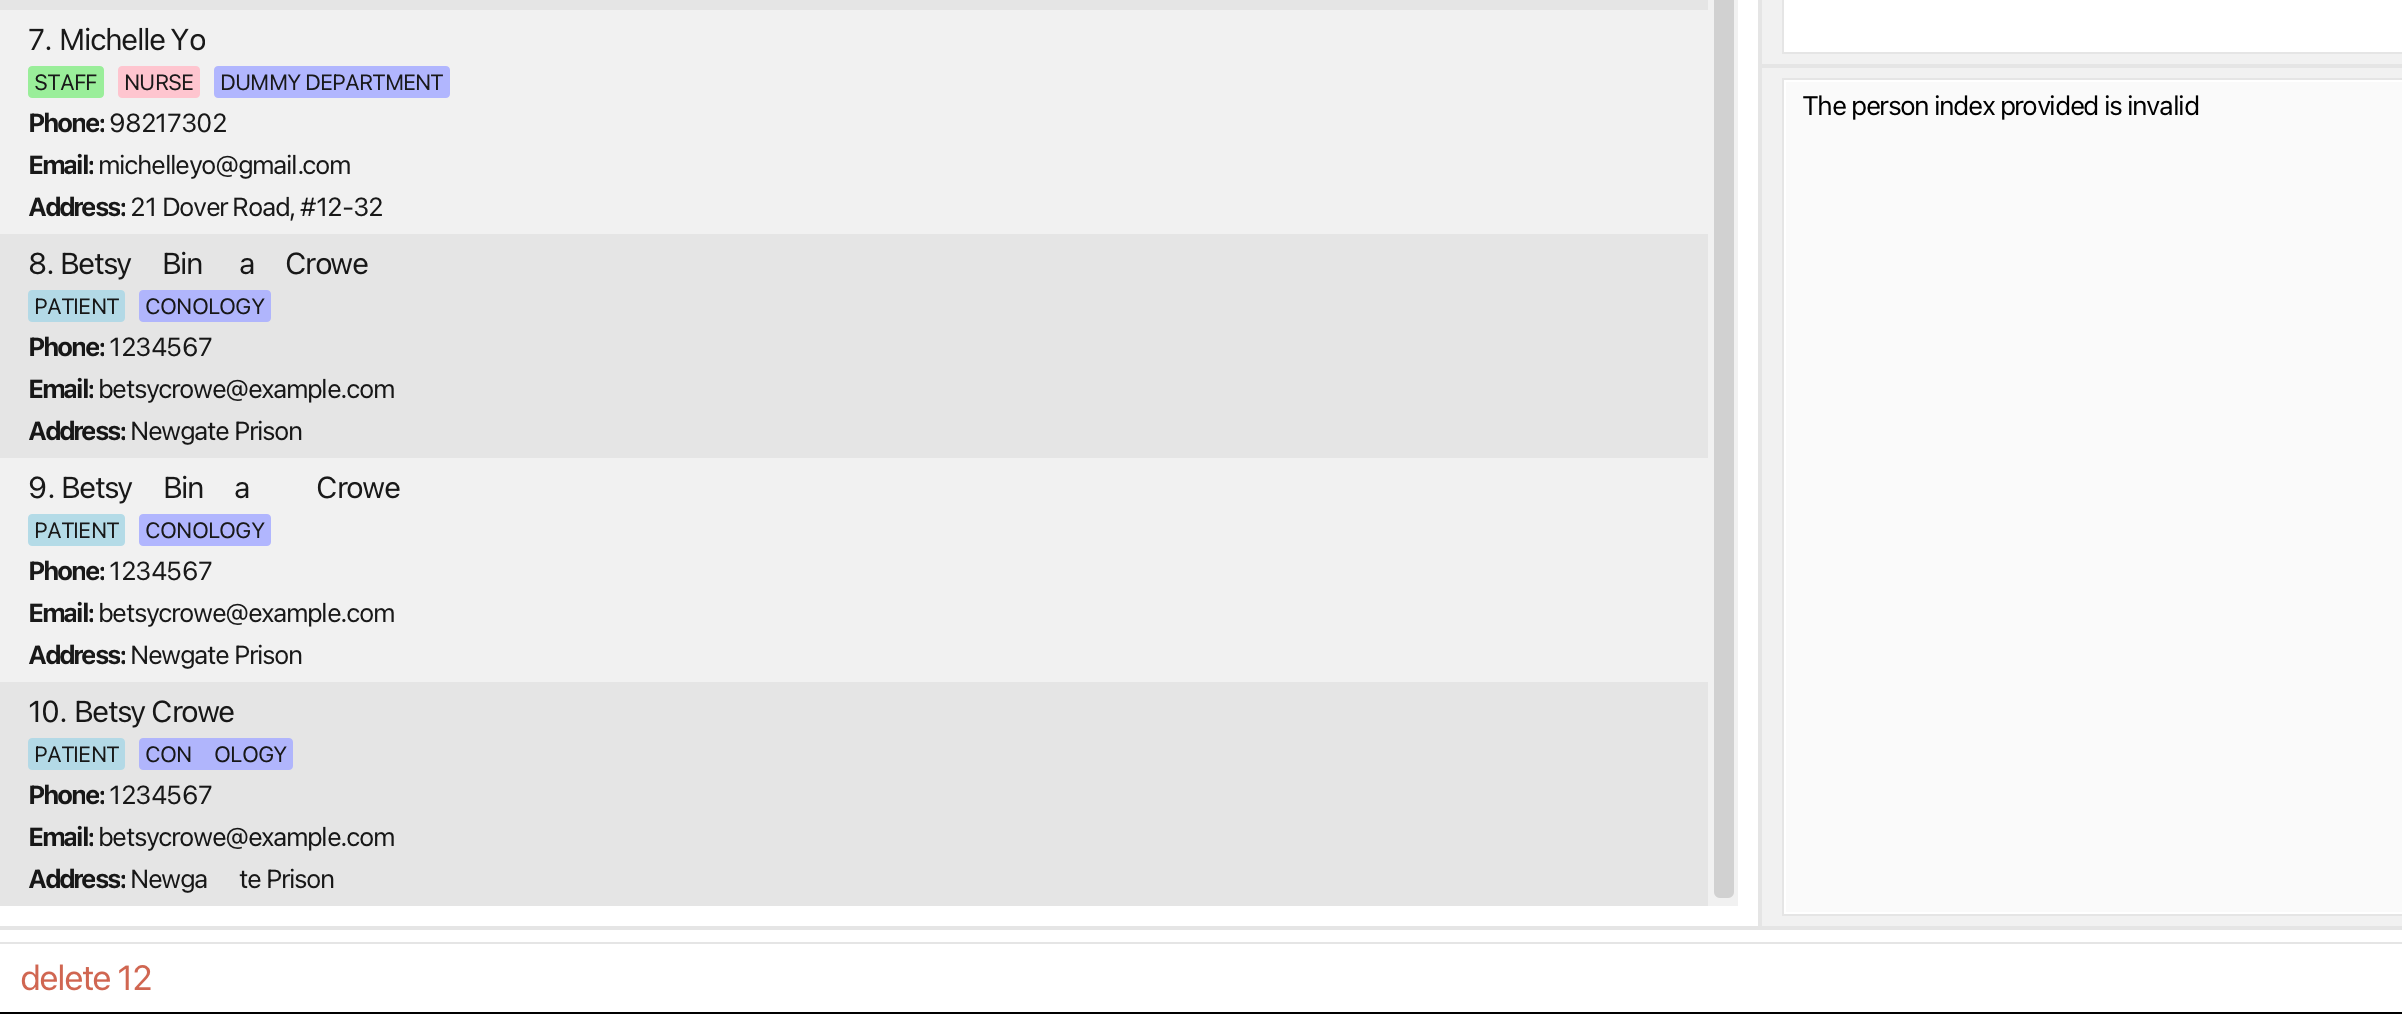 7. Michelle Yo
STAFF NURSE DUMMY DEPARTMENT
Phone: 98217302
Email: michelleyo@gmail.com
Address: 21 Dover Road, #12-32
8. Betsy    Bin    a    Crowe
PATIENT CONOLOGY
Phone: 1234567
Email: betsycrowe@example.com
Address: Newgate Prison
9. Betsy    Bin    a        Crowe
PATIENT CONOLOGY
Phone: 1234567
Email: betsycrowe@example.com
Address: Newgate Prison
10. Betsy Crowe
PATIENT CON    OLOGY
Phone: 1234567
Email: betsycrowe@example.com
Address: Newga    te Prison
The person index provided is invalid
delete 12